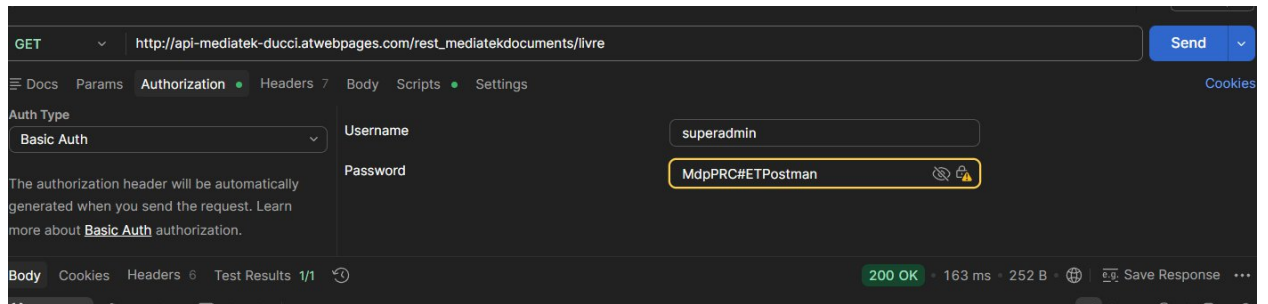 GET http://api-mediatek-ducci.atwebpages.com/rest_mediatekdocuments/livre Send
Docs Params Authorization Headers 7 Body Scripts Settings Cookies
Auth Type
Basic Auth
Username superadmin
Password MdpPRC#ETPostman
The authorization header will be automatically
generated when you send the request. Learn
more about Basic Auth authorization.
Body Cookies Headers 6 Test Results 1/1 200 OK 163 ms 252 B e.g. Save Response